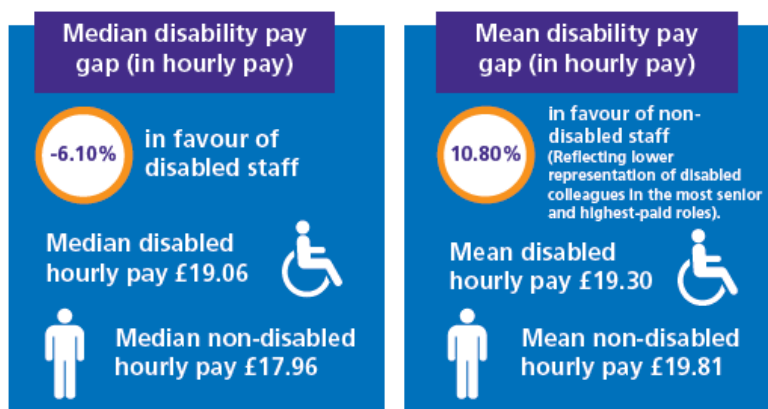 Median disability pay
gap (in hourly pay)
-6.10%
in favour of
disabled staff
Median disabled
hourly pay £19.06
Median non-disabled
hourly pay £17.96
Mean disability pay
gap (in hourly pay)
10.80%
in favour of non-
disabled staff
(Reflecting lower
representation of disabled
colleagues in the most senior
and highest-paid roles).
Mean disabled
hourly pay £19.30
Mean non-disabled
hourly pay £19.81